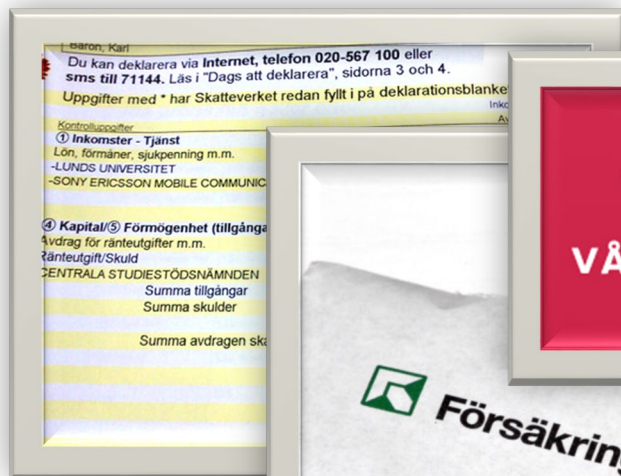 Baron, Karl
Du kan deklarera via Internet, telefon 020-567 100 eller
sms till 71144. Läs i "Dags att deklarera", sidorna 3 och 4.
Uppgifter med * har Skatteverket redan fyllt i på deklarationsblanke
Inko
Av
Kontrolluppgifter
① Inkomster - Tjänst
Lön, förmåner, sjukpenning m.m.
-LUNDS UNIVERSITET
-SONY ERICSSON MOBILE COMMUNIC
④ Kapital/⑤ Förmögenhet (tillgånga
Avdrag för ränteutgifter m.m.
Ränteutgift/Skuld
CENTRALA STUDIESTÖDSNÄMNDEN
Summa tillgångar
Summa skulder
Summa avdragen ska
VÅ
Försäkring